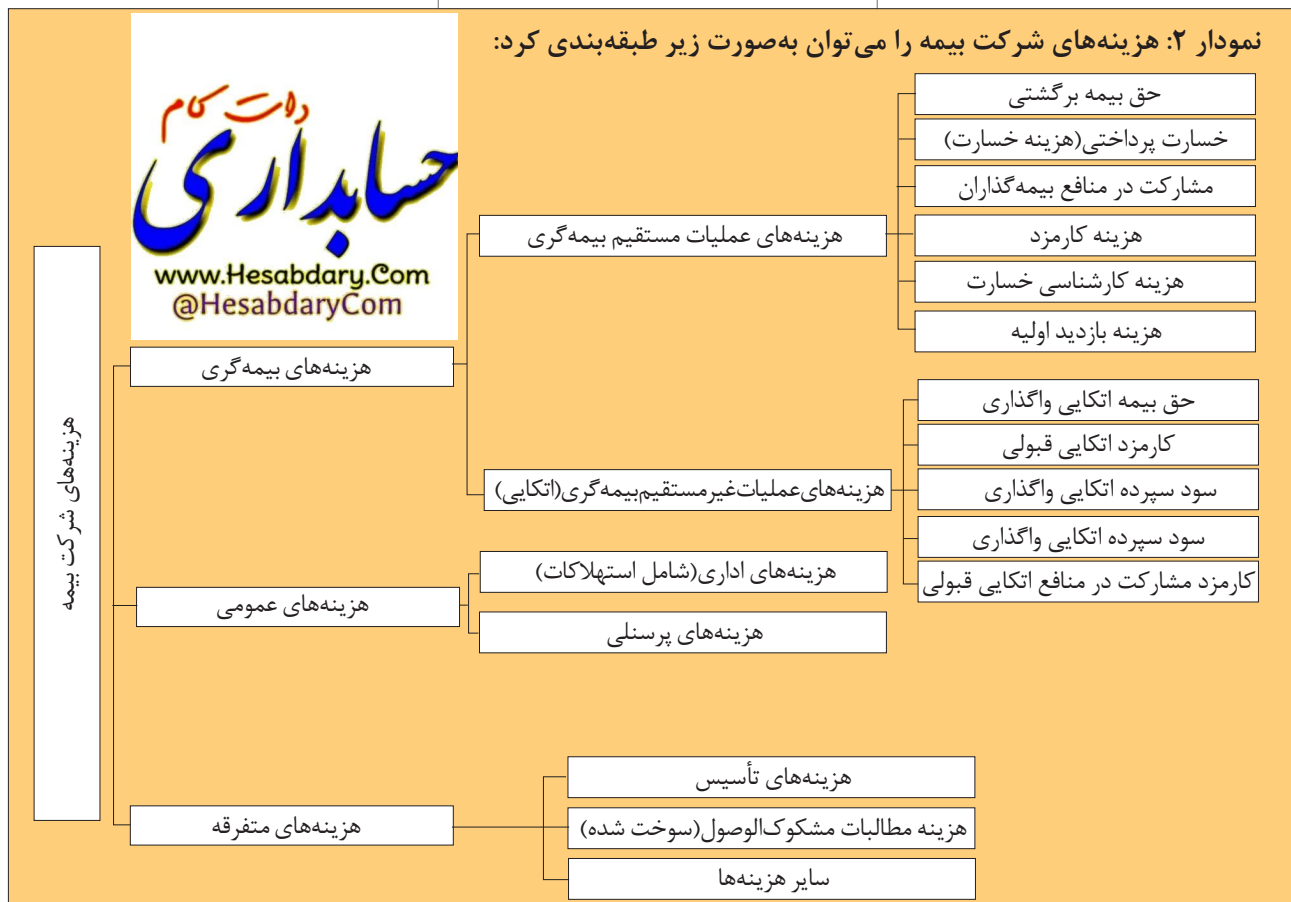 نمودار ۲: هزینه‌های شرکت بیمه را می‌توان به‌صورت زیر طبقه‌بندی کرد:
دات کام
حسابداری
www.Hesabdary.Com
@HesabdaryCom
هزینه‌های شرکت بیمه
هزینه‌های بیمه‌گری
هزینه‌های عملیات مستقیم بیمه‌گری
حق بیمه برگشتی
خسارت پرداختی(هزینه خسارت)
مشارکت در منافع بیمه‌گذاران
هزینه کارمزد
هزینه کارشناسی خسارت
هزینه بازدید اولیه
هزینه‌های عملیات غیرمستقیم بیمه‌گری(اتکایی)
حق بیمه اتکایی واگذاری
کارمزد اتکایی قبولی
سود سپرده اتکایی واگذاری
سود سپرده اتکایی واگذاری
کارمزد مشارکت در منافع اتکایی قبولی
هزینه‌های عمومی
هزینه‌های اداری(شامل استهلاکات)
هزینه‌های پرسنلی
هزینه‌های متفرقه
هزینه‌های تأسیس
هزینه مطالبات مشکوک‌الوصول(سوخت شده)
سایر هزینه‌ها